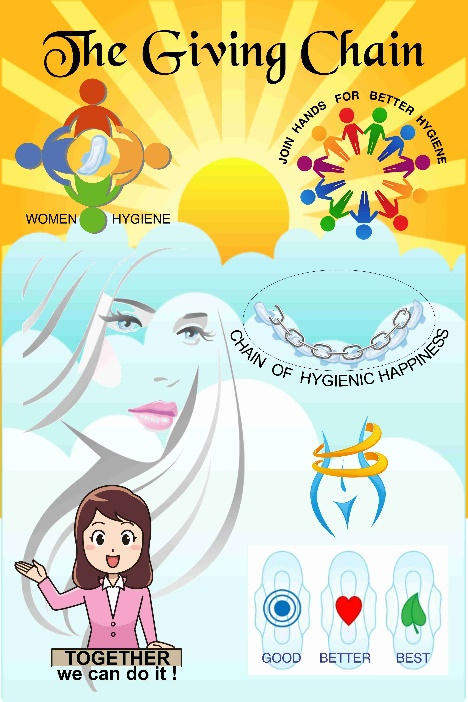 The Giving Chain
JOIN HANDS FOR BETTER HYGIENE
WOMEN HYGIENE
CHAIN OF HYGIENIC HAPPINESS
GOOD BETTER BEST
TOGETHER
we can do it !